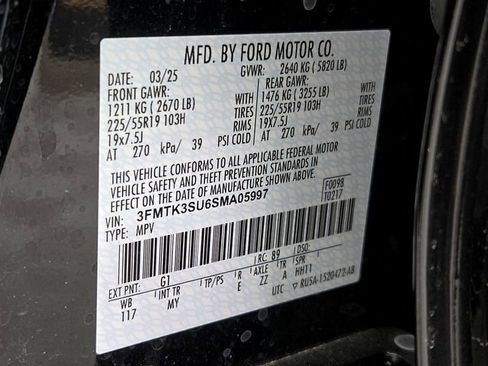 MFD. BY FORD MOTOR CO.
DATE: 03/25 GVWR: 2640 KG ( 5820 LB)
FRONT GAWR: REAR GAWR:
1211 KG ( 2670 LB) WITH 1476 KG ( 3255 LB) WITH
225/55R19 103H TIRES 225/55R19 103H TIRES
19x7.5J RIMS 19x7.5J RIMS
AT 270 kPa/ 39 PSI COLD AT 270 kPa/ 39 PSI COLD
THIS VEHICLE CONFORMS TO ALL APPLICABLE FEDERAL MOTOR
VEHICLE SAFETY AND THEFT PREVENTION STANDARDS IN
EFFECT ON THE DATE OF MANUFACTURE SHOWN ABOVE.
VIN: 3FMTK3SU6SMA05997 F0098
TYPE: MPV T0217
EXT PNT: G1 RC: 89 DSO:
WB INT TR TP/PS R AXLE TR SPR
117 MY E ZZ A HH11
UTC RU5A-1520472-AB